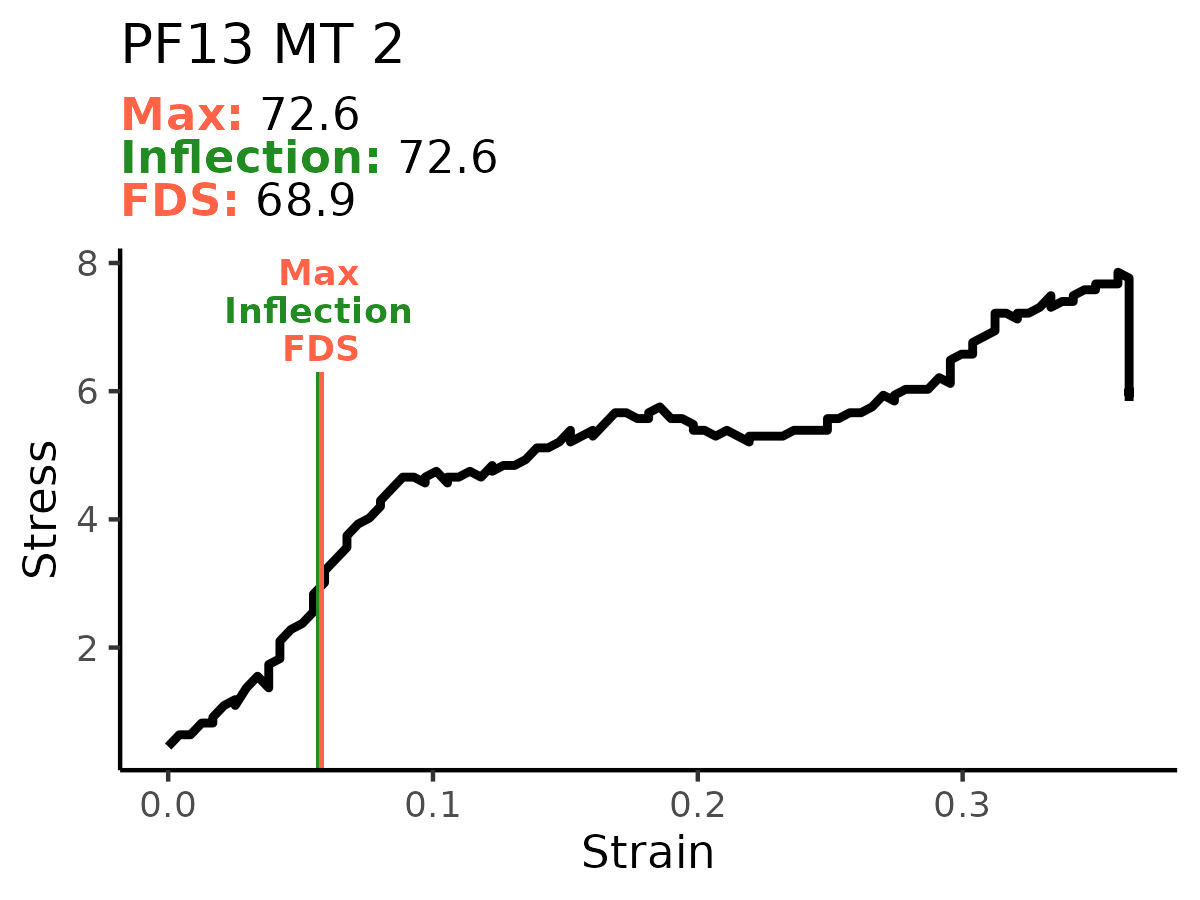 PF13 MT 2
Max: 72.6
Inflection: 72.6
FDS: 68.9
Max
Inflection
FDS
8
6
4
2
Stress
0.0 0.1 0.2 0.3
Strain